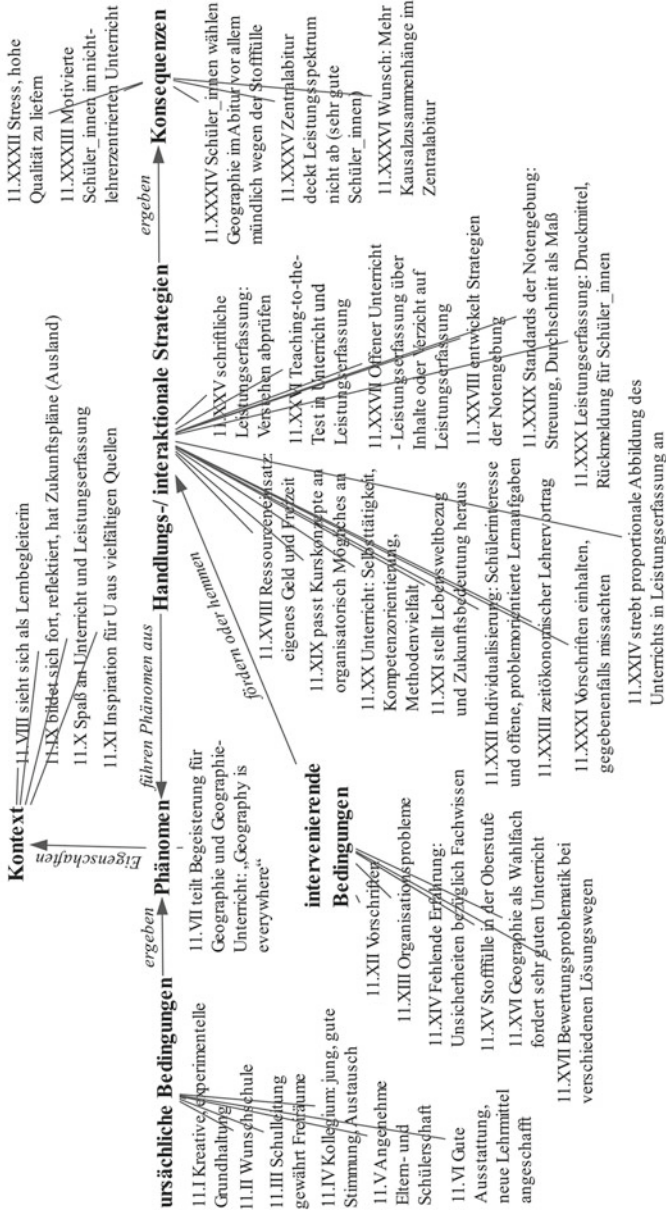 Kontext
11.VIII sieht sich als Lernbegleiterin
11.IX bildet sich fort, reflektiert, hat Zukunftspläne (Ausland)
11.X Spaß an Unterricht und Leistungserfassung
11.XI Inspiration für U aus vielfältigen Quellen
Eigenschaften
ursächliche Bedingungen
ergeben
Phänomen
führen Phänomen aus
Handlungs-/ interaktionale Strategien
ergeben
Konsequenzen
11.I Kreative, experimentelle
Grundhaltung
11.II Wunschschule
11.III Schulleitung
gewährt Freiräume
11.IV Kollegium: jung, gute
Stimmung, Austausch
11.V Angenehme
Eltern- und
Schülerschaft
11.VI Gute
Ausstattung,
neue Lehrmittel
angeschafft
11.VII teilt Begeisterung für
Geographie und Geographie-
Unterricht: „Geography is
everywhere“
intervenierende
Bedingungen
fördern oder hemmen
11.XII Vorschriften
11.XIII Organisationsprobleme
11.XIV Fehlende Erfahrung:
Unsicherheiten bezüglich Fachwissen
11.XV Stofffülle in der Oberstufe
11.XVI Geographie als Wahlfach
fordert sehr guten Unterricht
11.XVII Bewertungsproblematik bei
verschiedenen Lösungswegen
11.XVIII Ressourceneinsatz:
eigenes Geld und Freizeit
11.XIX passt Kurskonzepte an
organisatorisch Mögliches an
11.XX Unterricht: Selbsttätigkeit,
Kompetenzorientierung,
Methodenvielfalt
11.XXI stellt Lebensweltbezug
und Zukunftsbedeutung heraus
11.XXII Individualisierung: Schülerinteresse
und offene, problemorientierte Lernaufgaben
11.XXIII zeitökonomischer Lehrervortrag
11.XXXI Vorschriften einhalten,
gegebenenfalls missachten
11.XXIV strebt proportionale Abbildung des
Unterrichts in Leistungserfassung an
11.XXV schriftliche
Leistungserfassung:
Verstehen abprüfen
11.XXVI Teaching-to-the-
Test in Unterricht und
Leistungserfassung
11.XXVII Offener Unterricht
- Leistungserfassung über
Inhalte oder Verzicht auf
Leistungserfassung
11.XXVIII entwickelt Strategien
der Notengebung
11.XXIX Standards der Notengebung:
Streuung, Durchschnitt als Maß
11.XXX Leistungserfassung: Druckmittel,
Rückmeldung für Schüler_innen
11.XXXII Stress, hohe
Qualität zu liefern
11.XXXIII Motivierte
Schüler_innen im nicht-
lehrerzentrierten Unterricht
11.XXXIV Schüler_innen wählen
Geographie im Abitur vor allem
mündlich wegen der Stofffülle
11.XXXV Zentralabitur
deckt Leistungsspektrum
nicht ab (sehr gute
Schüler_innen)
11.XXXVI Wunsch: Mehr
Kausalzusammenhänge im
Zentralabitur